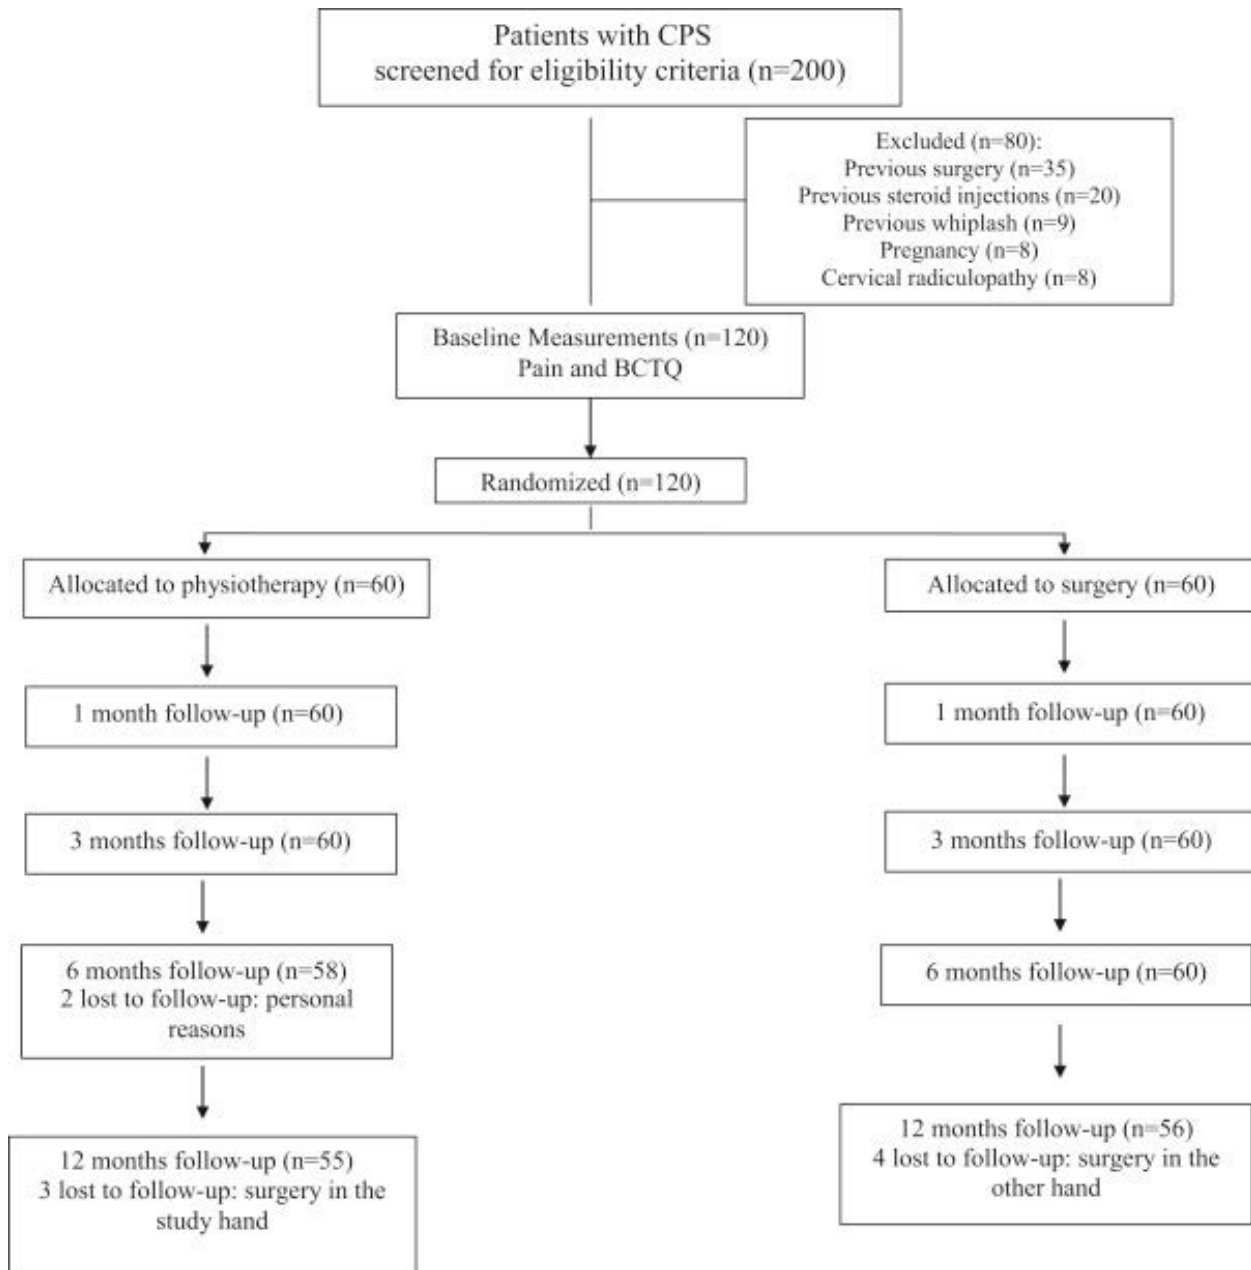 Patients with CPS
screened for eligibility criteria (n=200)
Excluded (n=80):
Previous surgery (n=35)
Previous steroid injections (n=20)
Previous whiplash (n=9)
Pregnancy (n=8)
Cervical radiculopathy (n=8)
Baseline Measurements (n=120)
Pain and BCTQ
Randomized (n=120)
Allocated to physiotherapy (n=60)
1 month follow-up (n=60)
3 months follow-up (n=60)
6 months follow-up (n=58)
2 lost to follow-up: personal
reasons
12 months follow-up (n=55)
3 lost to follow-up: surgery in the
study hand
Allocated to surgery (n=60)
1 month follow-up (n=60)
3 months follow-up (n=60)
6 months follow-up (n=60)
12 months follow-up (n=56)
4 lost to follow-up: surgery in the
other hand